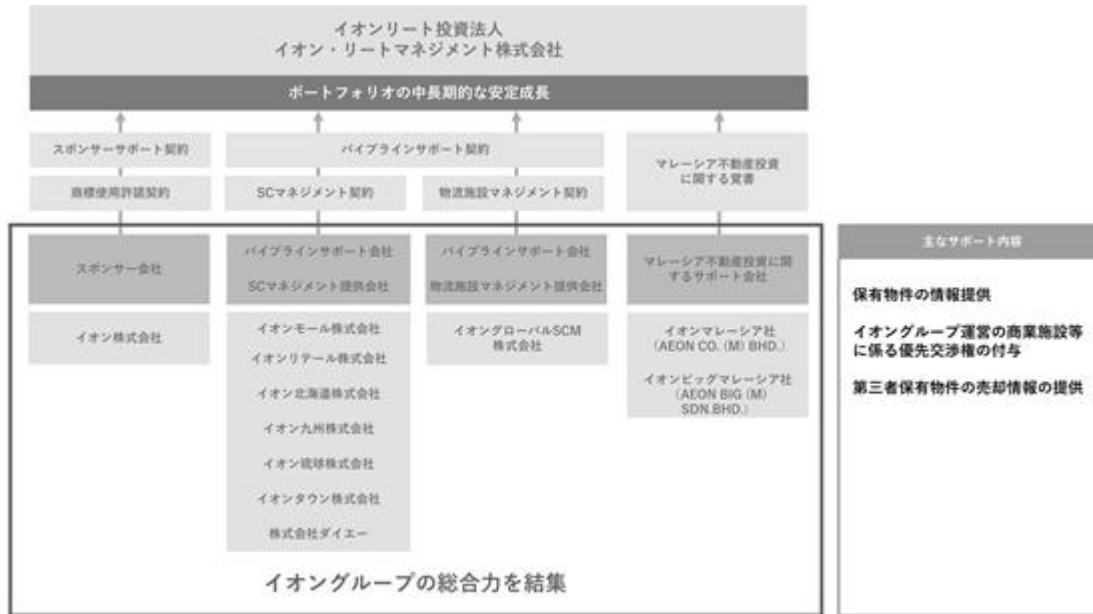 イオンリート投資法人
イオン・リートマネジメント株式会社
ポートフォリオの中長期的な安定成長
スポンサーサポート契約
パイプラインサポート契約
マレーシア不動産投資
に関する覚書
商標使用許諾契約
SCマネジメント契約
物流施設マネジメント契約
スポンサー会社
パイプラインサポート会社
SCマネジメント提供会社
パイプラインサポート会社
物流施設マネジメント提供会社
マレーシア不動産投資に関
するサポート会社
イオン株式会社
イオンモール株式会社
イオンリテール株式会社
イオン北海道株式会社
イオン九州株式会社
イオン琉球株式会社
イオンタウン株式会社
株式会社ダイエー
イオングローバルSCM
株式会社
イオンマレーシア社
(AEON CO. (M) BHD.)
イオンビッグマレーシア社
(AEON BIG (M)
SDN.BHD.)
イオングループの総合力を結集
主なサポート内容
保有物件の情報提供
イオングループ運営の商業施設等
に係る優先交渉権の付与
第三者保有物件の売却情報の提供